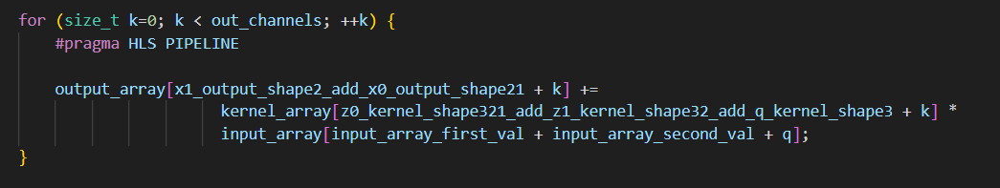 for (size_t k=0; k < out_channels; ++k) {
#pragma HLS PIPELINE
output_array[x1_output_shape2_add_x0_output_shape21 + k] +=
kernel_array[z0_kernel_shape321_add_z1_kernel_shape32_add_q_kernel_shape3 + k] *
input_array[input_array_first_val + input_array_second_val + q];
}